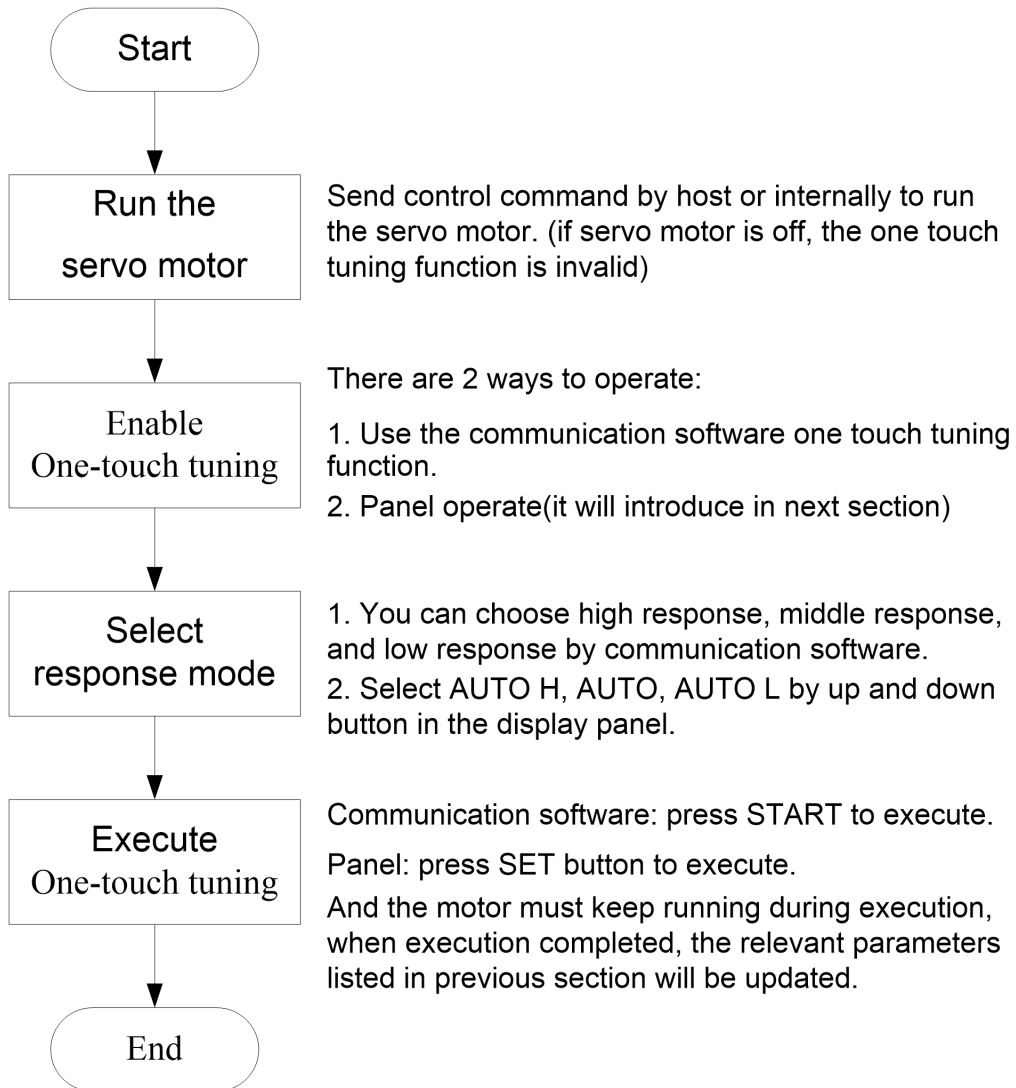 Start
Run the
servo motor
Send control command by host or internally to run
the servo motor. (if servo motor is off, the one touch
tuning function is invalid)
Enable
One-touch tuning
There are 2 ways to operate:
1. Use the communication software one touch tuning
function.
2. Panel operate(it will introduce in next section)
Select
response mode
1. You can choose high response, middle response,
and low response by communication software.
2. Select AUTO H, AUTO, AUTO L by up and down
button in the display panel.
Execute
One-touch tuning
Communication software: press START to execute.
Panel: press SET button to execute.
And the motor must keep running during execution,
when execution completed, the relevant parameters
listed in previous section will be updated.
End